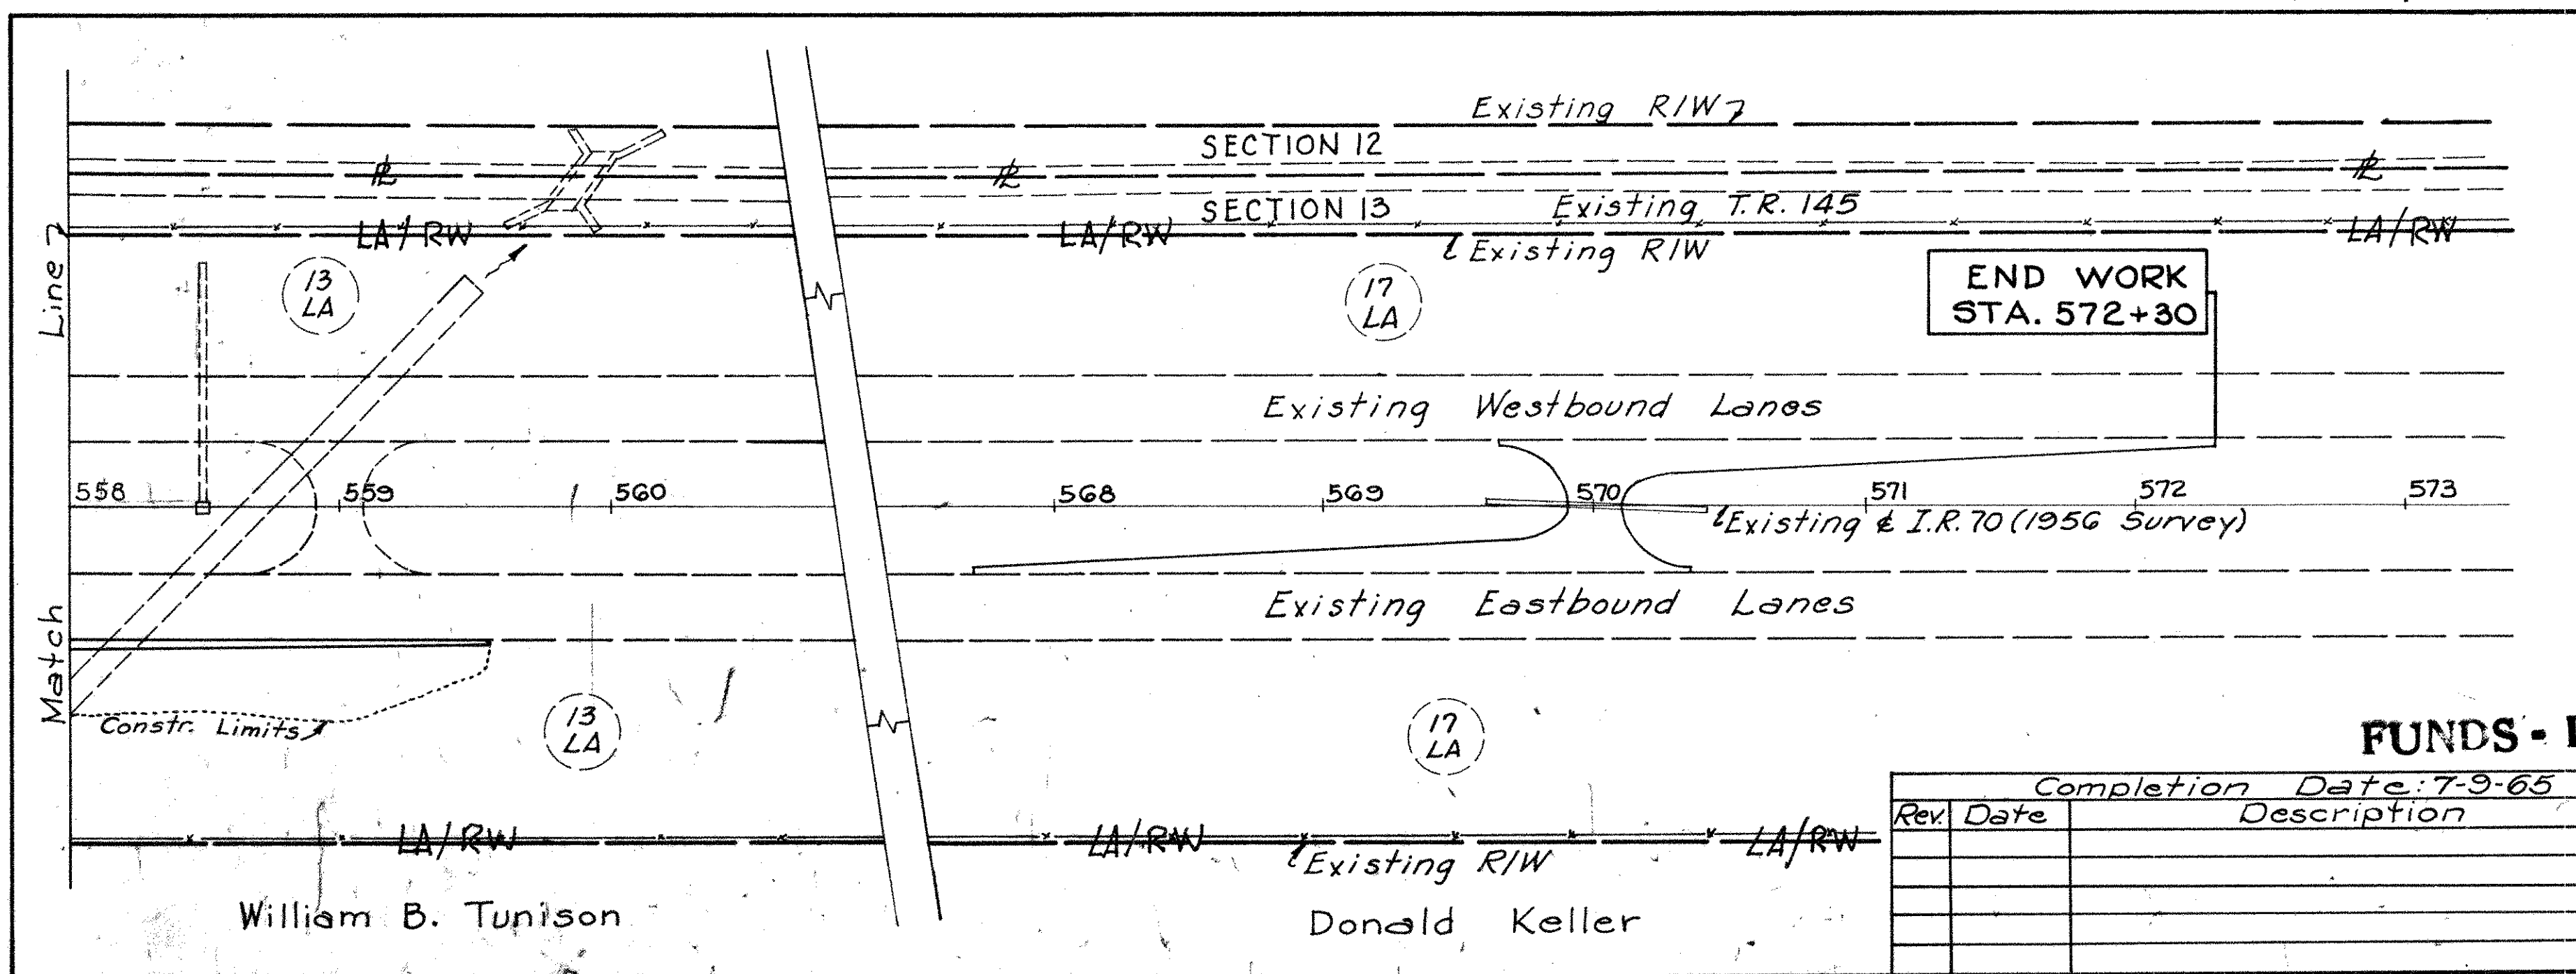 Existing R/W
SECTION 12
PL
PL
PL
SECTION 13
Existing T.R. 145
LA/RW
LA/RW
LA/RW
Existing R/W
Line
13
LA
17
LA
END WORK
STA. 572+30
Existing Westbound Lanes
558
559
560
568
569
570
571
572
573
Existing ℄ I.R. 70 (1956 Survey)
Existing Eastbound Lanes
Match
Constr. Limits
13
LA
17
LA
FUNDS -
Completion Date: 7-9-65
Rev. Date Description
LA/RW
LA/RW
LA/RW
Existing R/W
William B. Tunison
Donald Keller